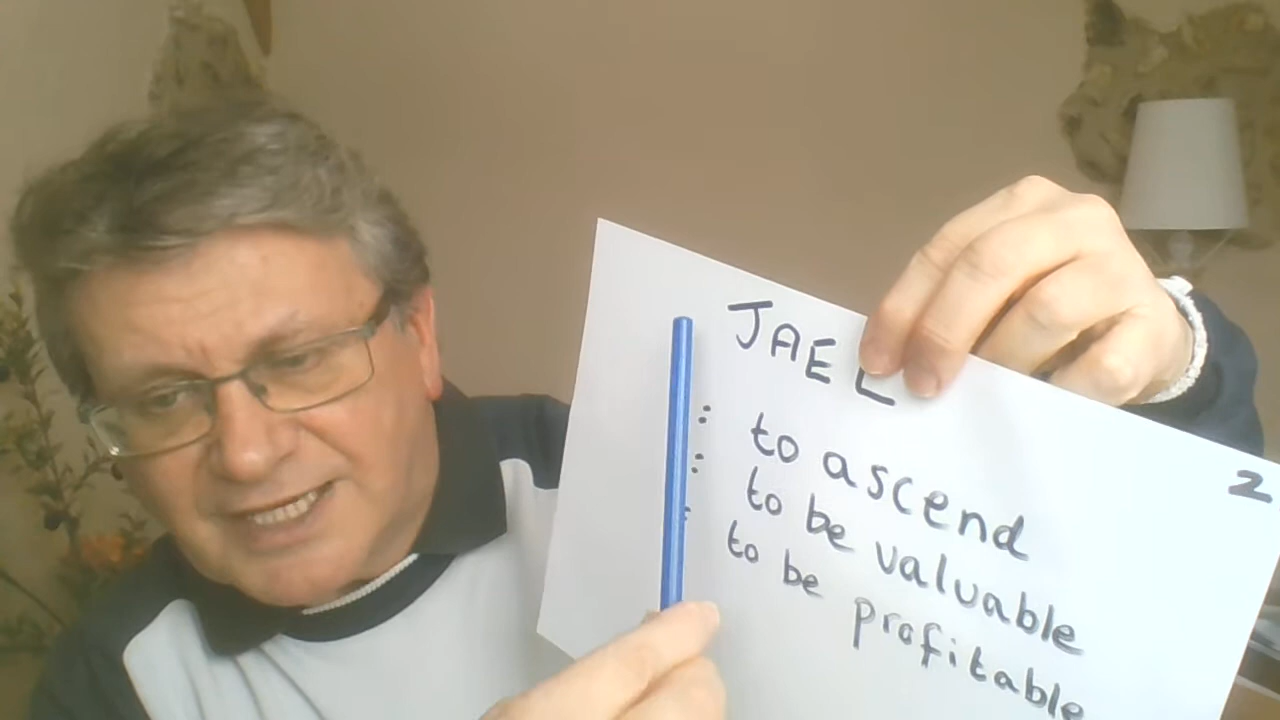 JAEL
2
: to ascend
: to be valuable
: to be profitable